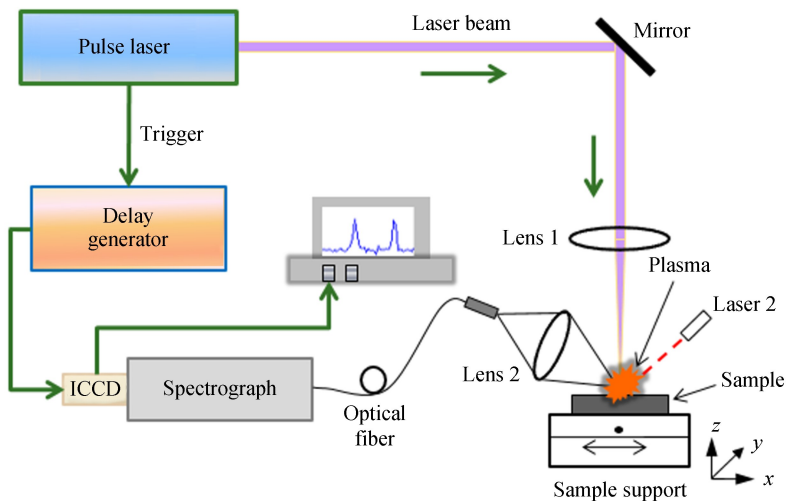 Pulse laser
Laser beam
Mirror
Trigger
Delay
generator
Lens 1
Plasma
Laser 2
ICCD
Spectrograph
Optical
fiber
Lens 2
Sample
Sample support
z
y
x